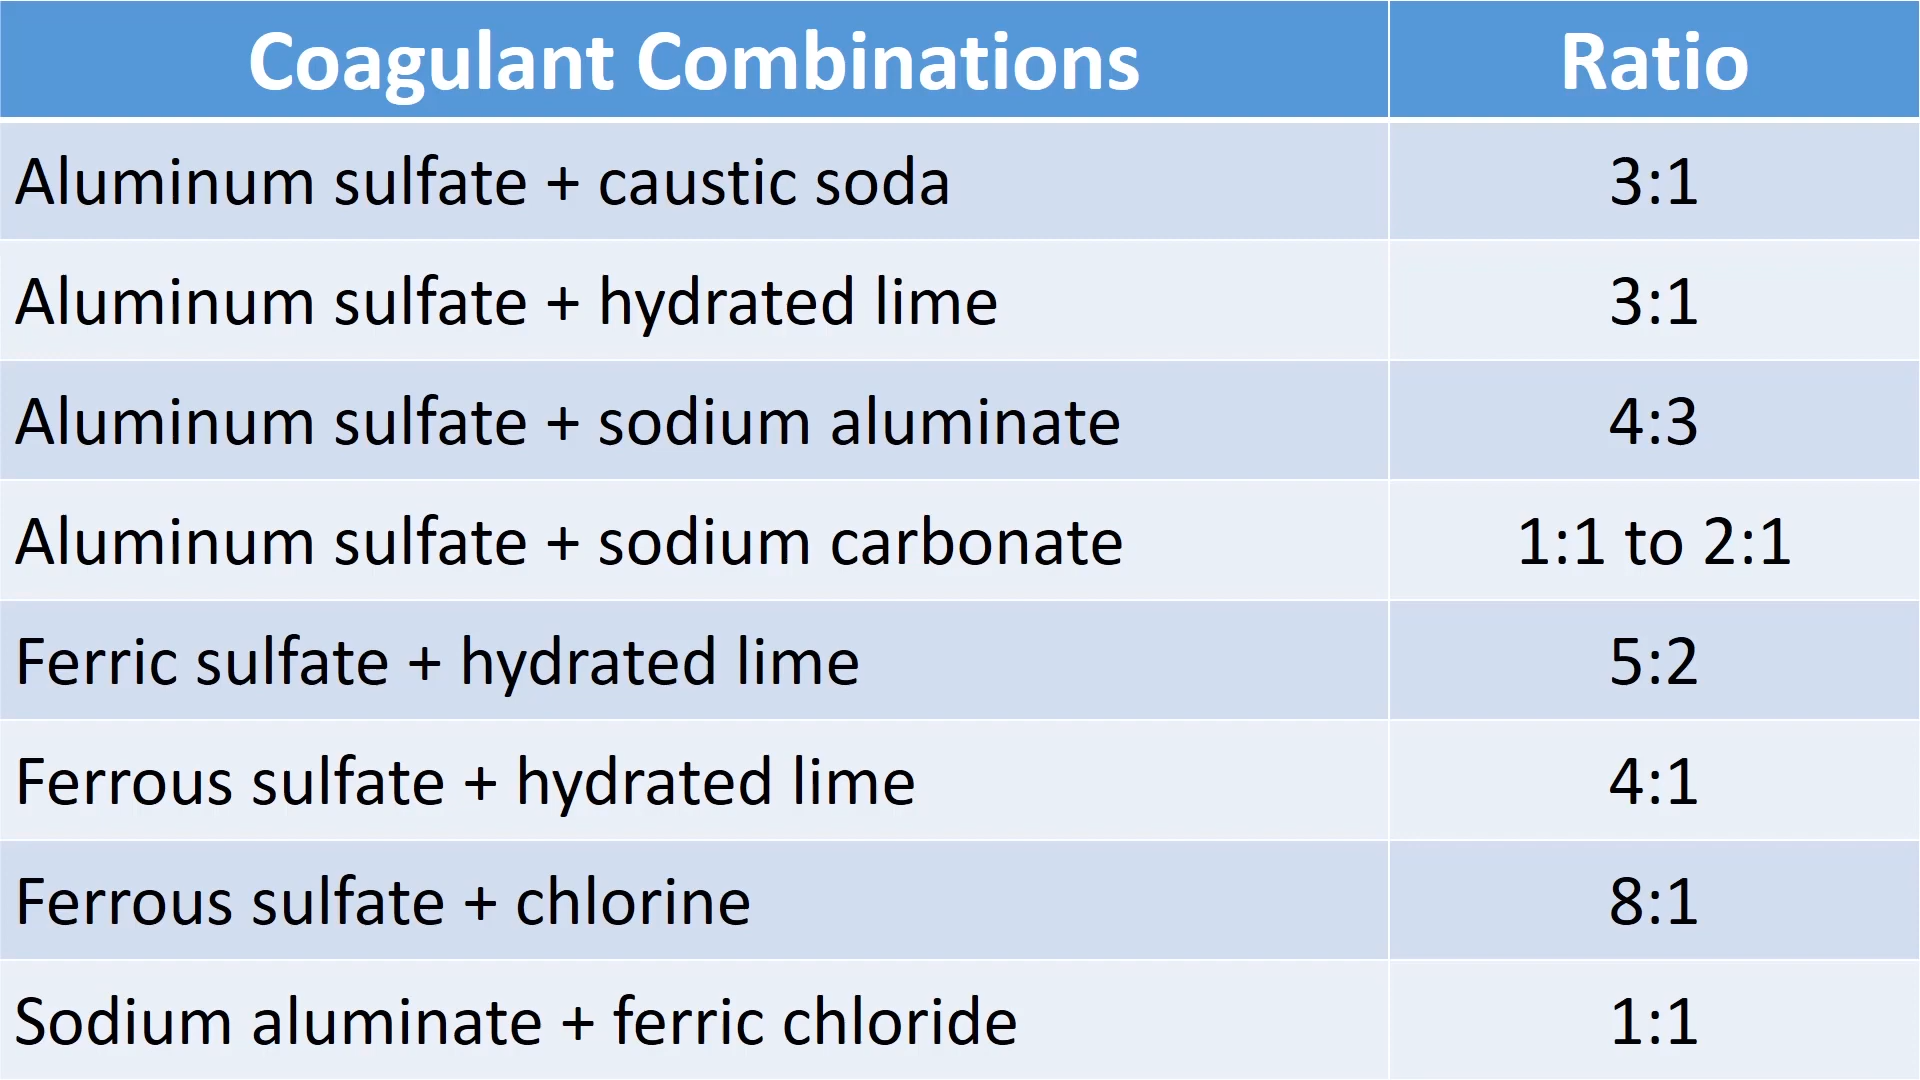 Coagulant Combinations Ratio
Aluminum sulfate + caustic soda 3:1
Aluminum sulfate + hydrated lime 3:1
Aluminum sulfate + sodium aluminate 4:3
Aluminum sulfate + sodium carbonate 1:1 to 2:1
Ferric sulfate + hydrated lime 5:2
Ferrous sulfate + hydrated lime 4:1
Ferrous sulfate + chlorine 8:1
Sodium aluminate + ferric chloride 1:1